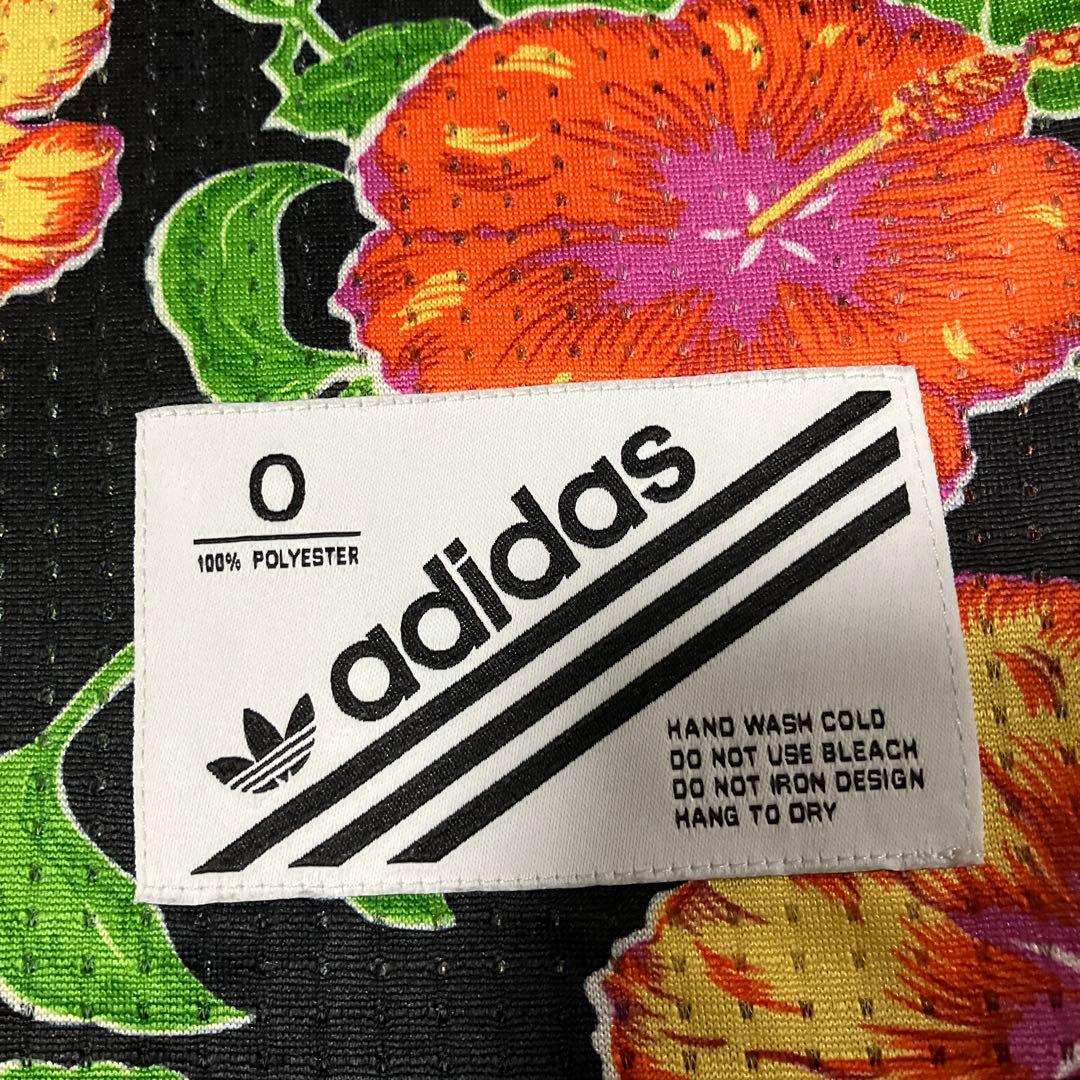 O
100% POLYESTER
adidas
HAND WASH COLD
DO NOT USE BLEACH
DO NOT IRON DESIGN
HANG TO DRY